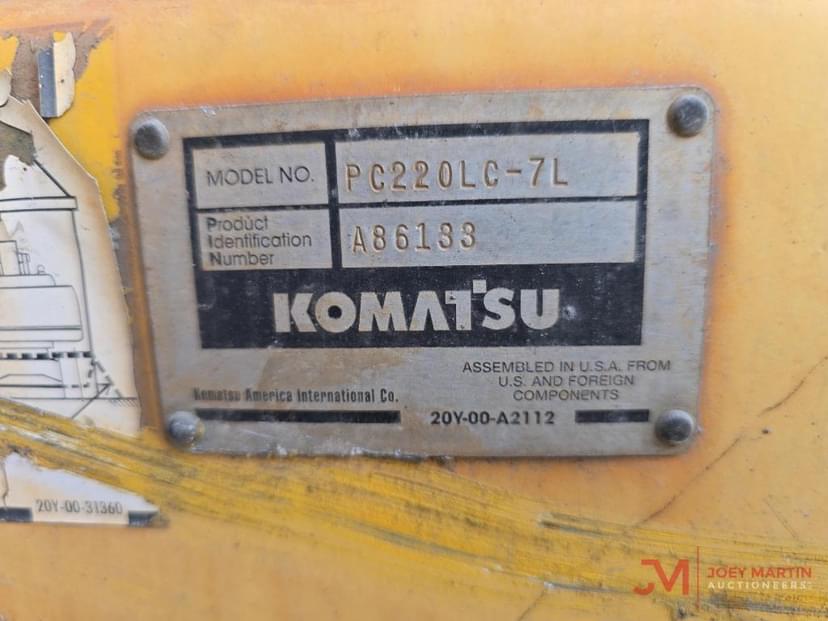 MODEL NO. PC220LC-7L
Product
Identification
Number
A86133
KOMATSU
ASSEMBLED IN U.S.A. FROM
U.S. AND FOREIGN
COMPONENTS
Komatsu America International Co.
20Y-00-A2112
20Y-00-31360
JM JOEY MARTIN
AUCTIONEERS